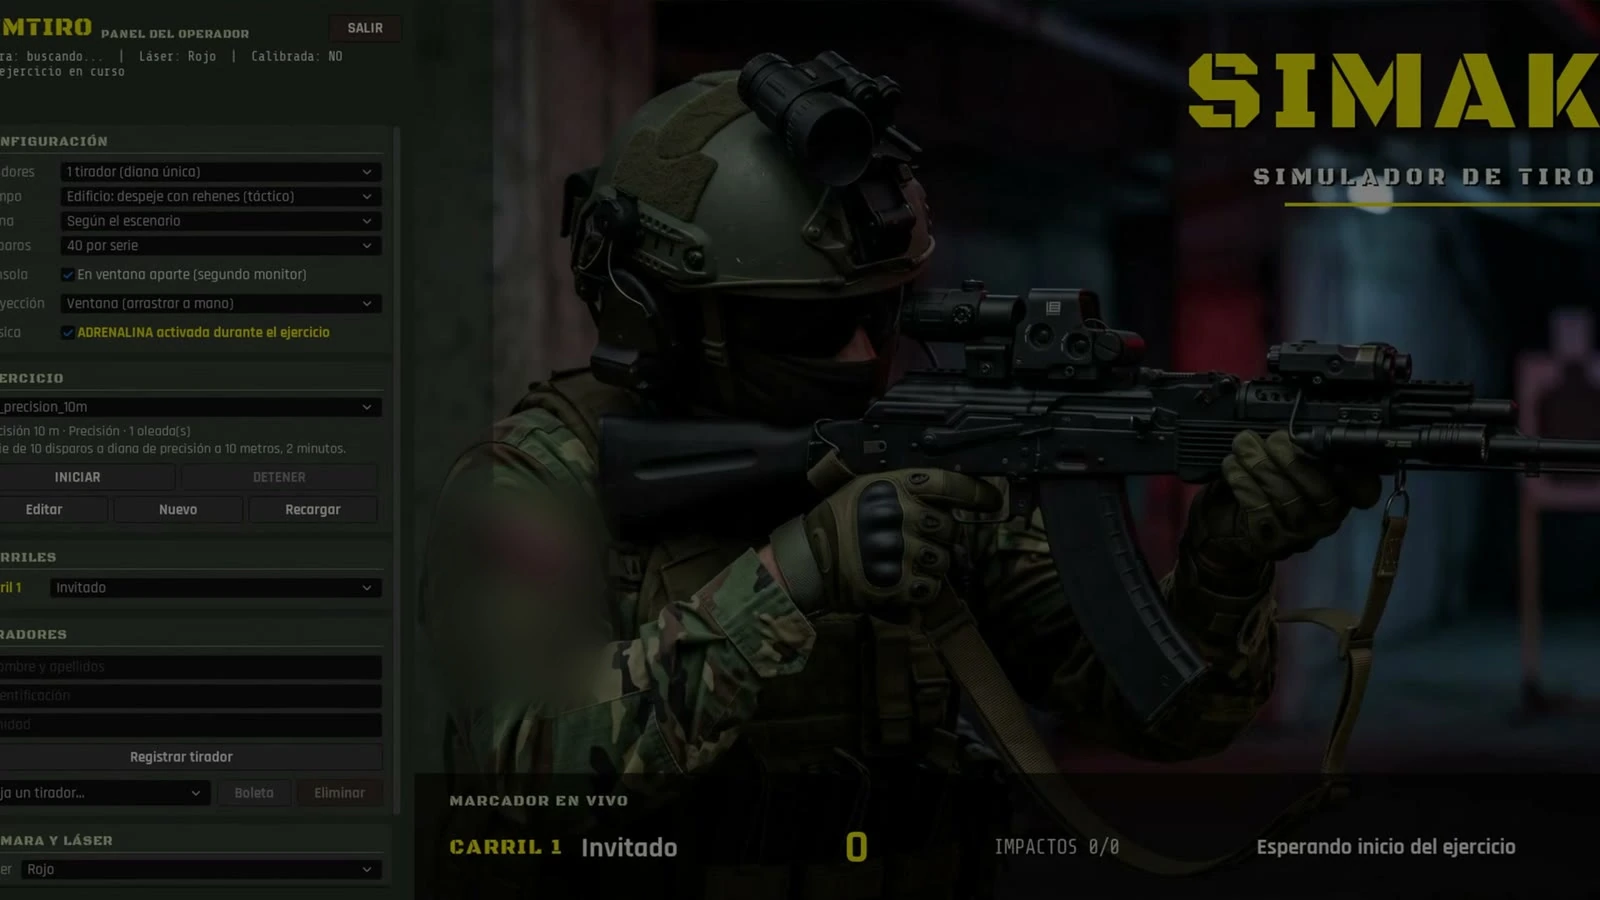 MTIRO PANEL DEL OPERADOR
SALIR
ra: buscando... | Láser: Rojo | Calibrada: NO
ejercicio en curso
NFIGURACIÓN
dores 1 tirador (diana única)
mpo Edificio: despeje con rehenes (táctico)
na Según el escenario
paros 40 por serie
nsola En ventana aparte (segundo monitor)
yección Ventana (arrastrar a mano)
sica ADRENALINA activada durante el ejercicio
ERCICIO
_precision_10m
cisión 10 m · Precisión · 1 oleada(s)
ie de 10 disparos a diana de precisión a 10 metros, 2 minutos.
INICIAR DETENER
Editar Nuevo Recargar
RRILES
ril 1 Invitado
RADORES
ombre y apellidos
entificación
nidad
Registrar tirador
ja un tirador... Boleta Eliminar
MARA Y LÁSER
er Rojo
SIMAK
SIMULADOR DE TIRO
MARCADOR EN VIVO
CARRIL 1 Invitado 0 IMPACTOS 0/0 Esperando inicio del ejercicio